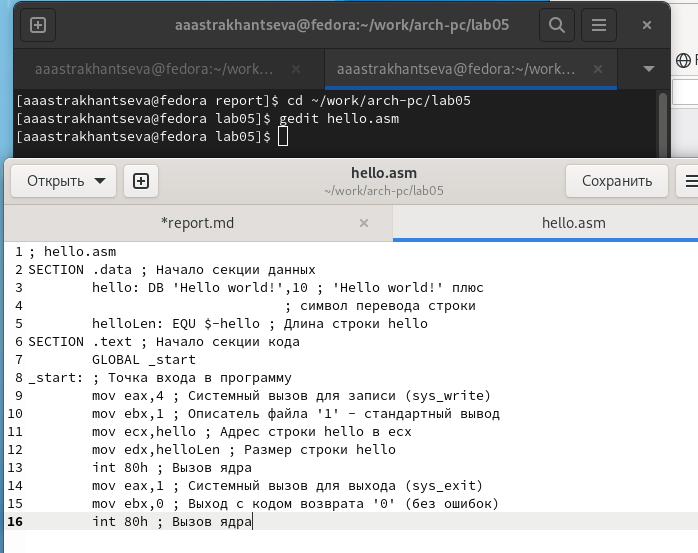 aaastrakhantseva@fedora:~/work/arch-pc/lab05
aaastrakhantseva@fedora:~/work...
aaastrakhantseva@fedora:~/work...
[aaastrakhantseva@fedora report]$ cd ~/work/arch-pc/lab05
[aaastrakhantseva@fedora lab05]$ gedit hello.asm
[aaastrakhantseva@fedora lab05]$
Открыть
hello.asm
~/work/arch-pc/lab05
Сохранить
*report.md
hello.asm
1 ; hello.asm
2 SECTION .data ; Начало секции данных
3 hello: DB 'Hello world!',10 ; 'Hello world!' плюс
4 ; символ перевода строки
5 helloLen: EQU $-hello ; Длина строки hello
6 SECTION .text ; Начало секции кода
7 GLOBAL _start
8 _start: ; Точка входа в программу
9 mov eax,4 ; Системный вызов для записи (sys_write)
10 mov ebx,1 ; Описатель файла '1' - стандартный вывод
11 mov ecx,hello ; Адрес строки hello в ecx
12 mov edx,helloLen ; Размер строки hello
13 int 80h ; Вызов ядра
14 mov eax,1 ; Системный вызов для выхода (sys_exit)
15 mov ebx,0 ; Выход с кодом возврата '0' (без ошибок)
16 int 80h ; Вызов ядра